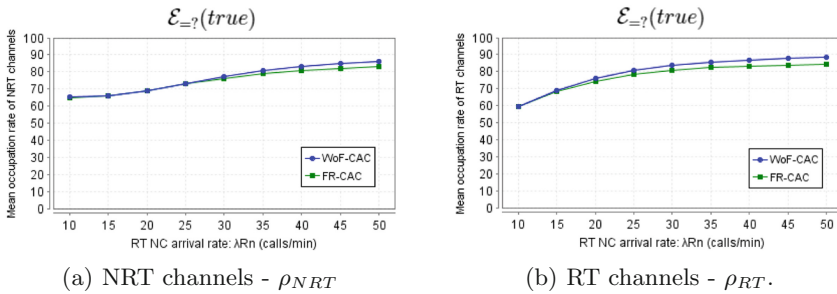 ℰ=?(true)
Mean occupation rate of NRT channels
100
90
80
70
60
50
40
30
20
10
0
WoF-CAC
FR-CAC
10 15 20 25 30 35 40 45 50
RT NC arrival rate: λRn (calls/min)
(a) NRT channels - ρNRT
ℰ=?(true)
Mean occupation rate of RT channels
100
90
80
70
60
50
40
30
20
10
0
WoF-CAC
FR-CAC
10 15 20 25 30 35 40 45 50
RT NC arrival rate: λRn (calls/min)
(b) RT channels - ρRT.